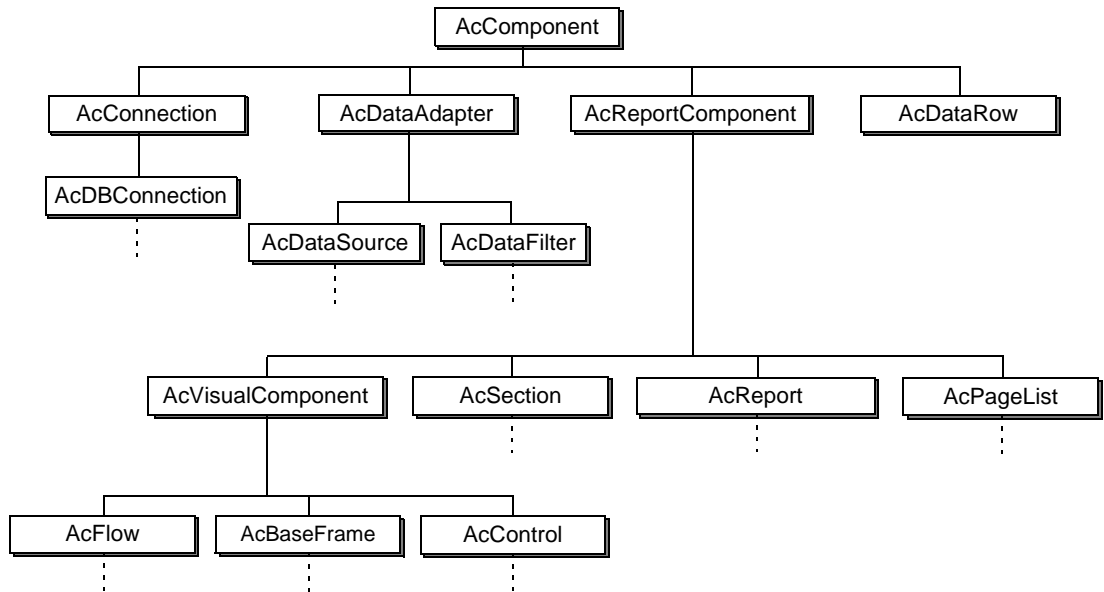 AcComponent
AcConnection
AcDataAdapter
AcReportComponent
AcDataRow
AcDBConnection
AcDataSource
AcDataFilter
AcVisualComponent
AcSection
AcReport
AcPageList
AcFlow
AcBaseFrame
AcControl